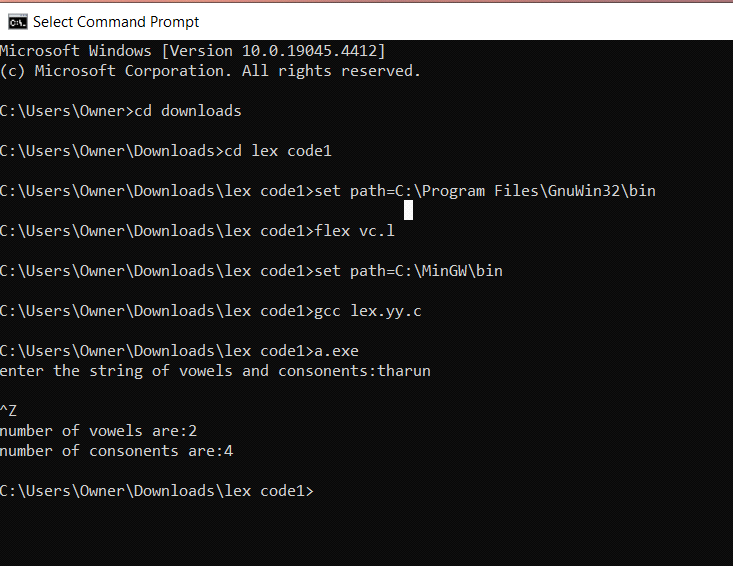 Select Command Prompt
Microsoft Windows [Version 10.0.19045.4412]
(c) Microsoft Corporation. All rights reserved.
C:\Users\Owner>cd downloads
C:\Users\Owner\Downloads>cd lex code1
C:\Users\Owner\Downloads\lex code1>set path=C:\Program Files\GnuWin32\bin
C:\Users\Owner\Downloads\lex code1>flex vc.l
C:\Users\Owner\Downloads\lex code1>set path=C:\MinGW\bin
C:\Users\Owner\Downloads\lex code1>gcc lex.yy.c
C:\Users\Owner\Downloads\lex code1>a.exe
enter the string of vowels and consonents:tharun
^Z
number of vowels are:2
number of consonents are:4
C:\Users\Owner\Downloads\lex code1>